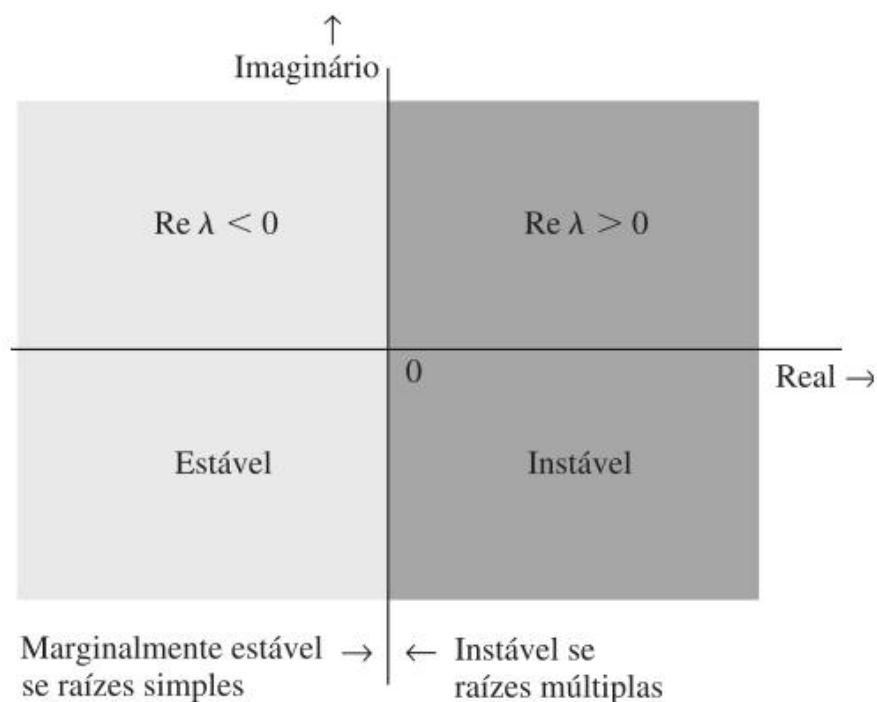 ↑
Imaginário
Re λ < 0
Re λ > 0
0
Real →
Estável
Instável
Marginalmente estável →
se raízes simples
← Instável se
raízes múltiplas